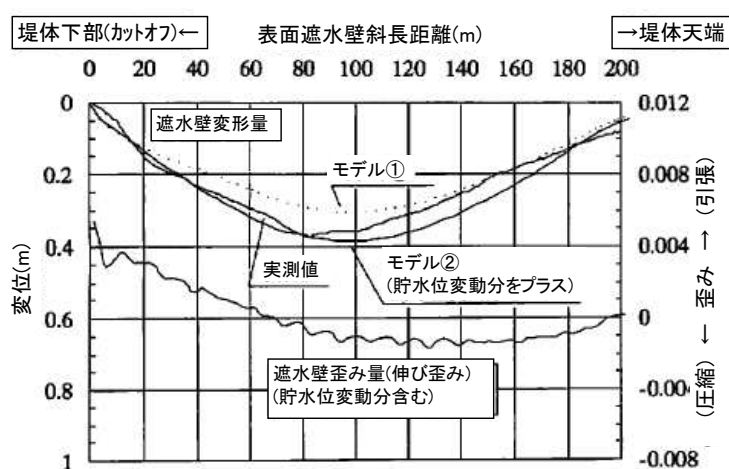 堤体下部(カットオフ)←
表面遮水壁斜長距離(m)
→堤体天端
0 20 40 60 80 100 120 140 160 180 200
0
0.2
0.4
0.6
0.8
1
変位(m)
遮水壁変形量
モデル①
実測値
モデル②
(貯水位変動分をプラス)
遮水壁歪み量(伸び歪み)
(貯水位変動分含む)
0.012
0.008
0.004
0
-0.004
-0.008
(圧縮) ← 歪み → (引張)